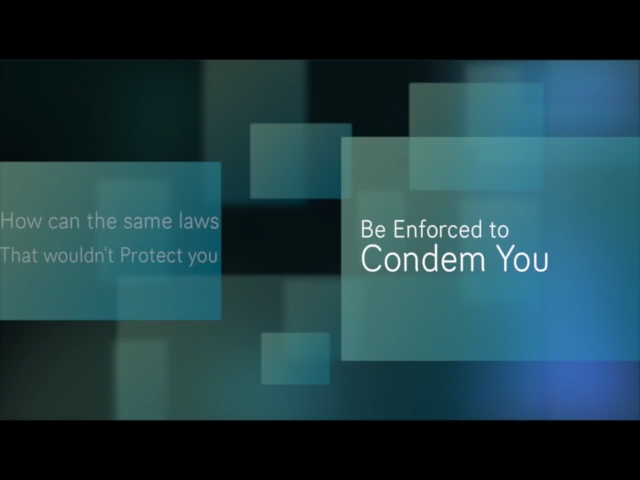 How can the same laws
That wouldn't Protect you
Be Enforced to
Condem You